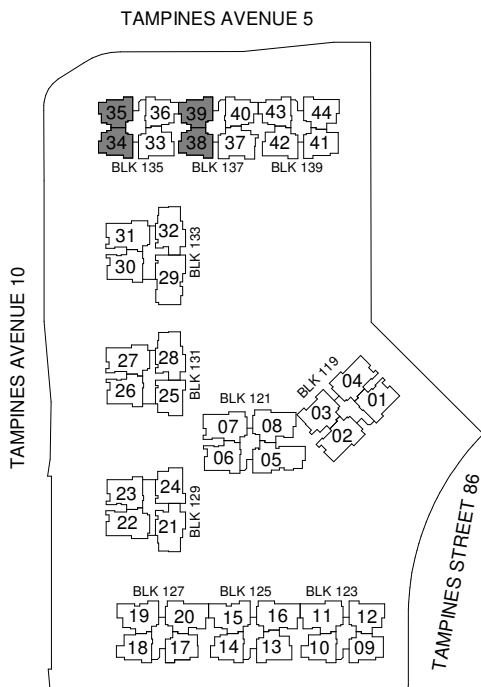 TAMPINES AVENUE 5
35 36 39 40 43 44
34 33 38 37 42 41
BLK 135 BLK 137 BLK 139
31 32
30 29
BLK 133
TAMPINES AVENUE 10
27 28
26 25
BLK 131
BLK 119
04 01
03 02
BLK 121
07 08
06 05
23 24
22 21
BLK 129
TAMPINES STREET 86
BLK 127 BLK 125 BLK 123
19 20 15 16 11 12
18 17 14 13 10 09